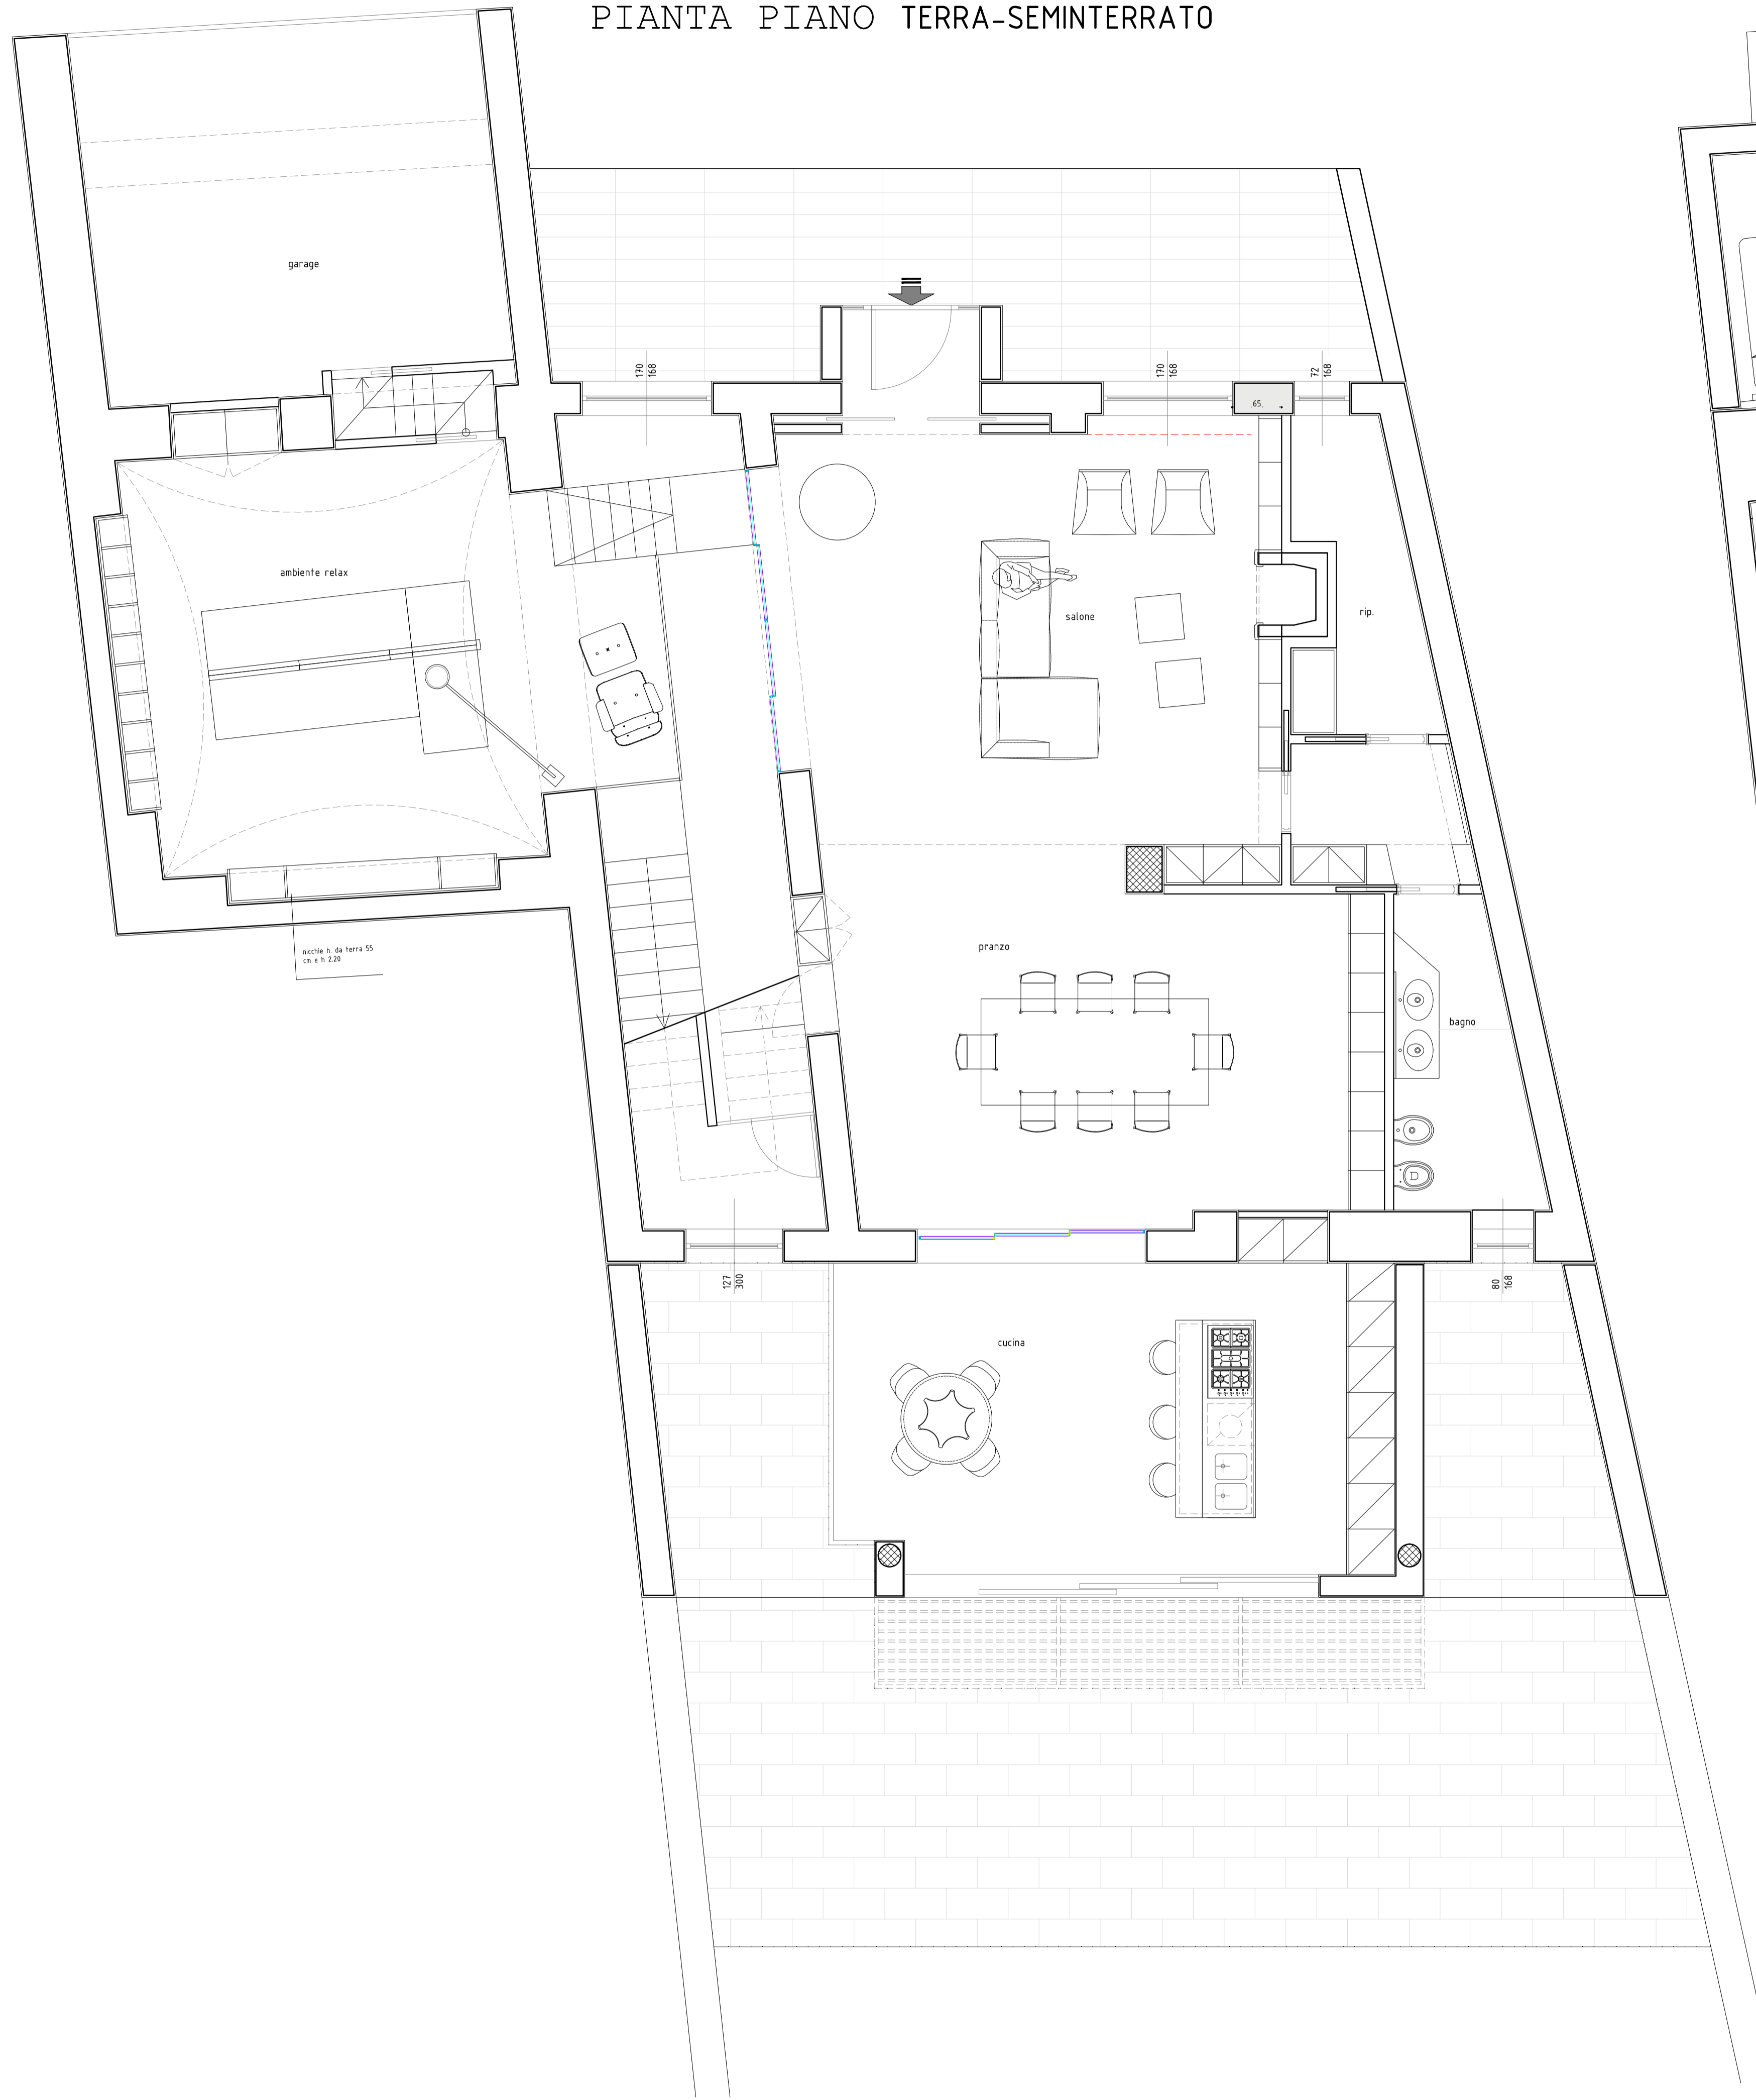 PIANTA PIANO TERRA-SEMINTERRATO
garage
170
168
170
168
72
168
65
ambiente relax
salone
rip.
nicchie h. da terra 55
cm e h 2.20
pranzo
bagno
D
127
300
80
168
cucina